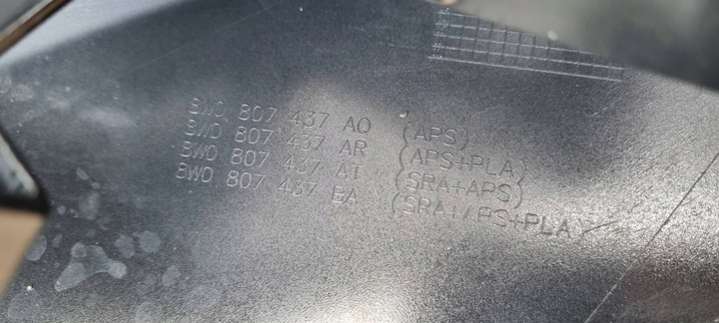 8W0 807 437 AQ (APS)
8W0 807 437 AR (APS+PLA)
8W0 807 437 AT (SRA+APS)
8W0 807 437 BA (SRA+APS+PLA)